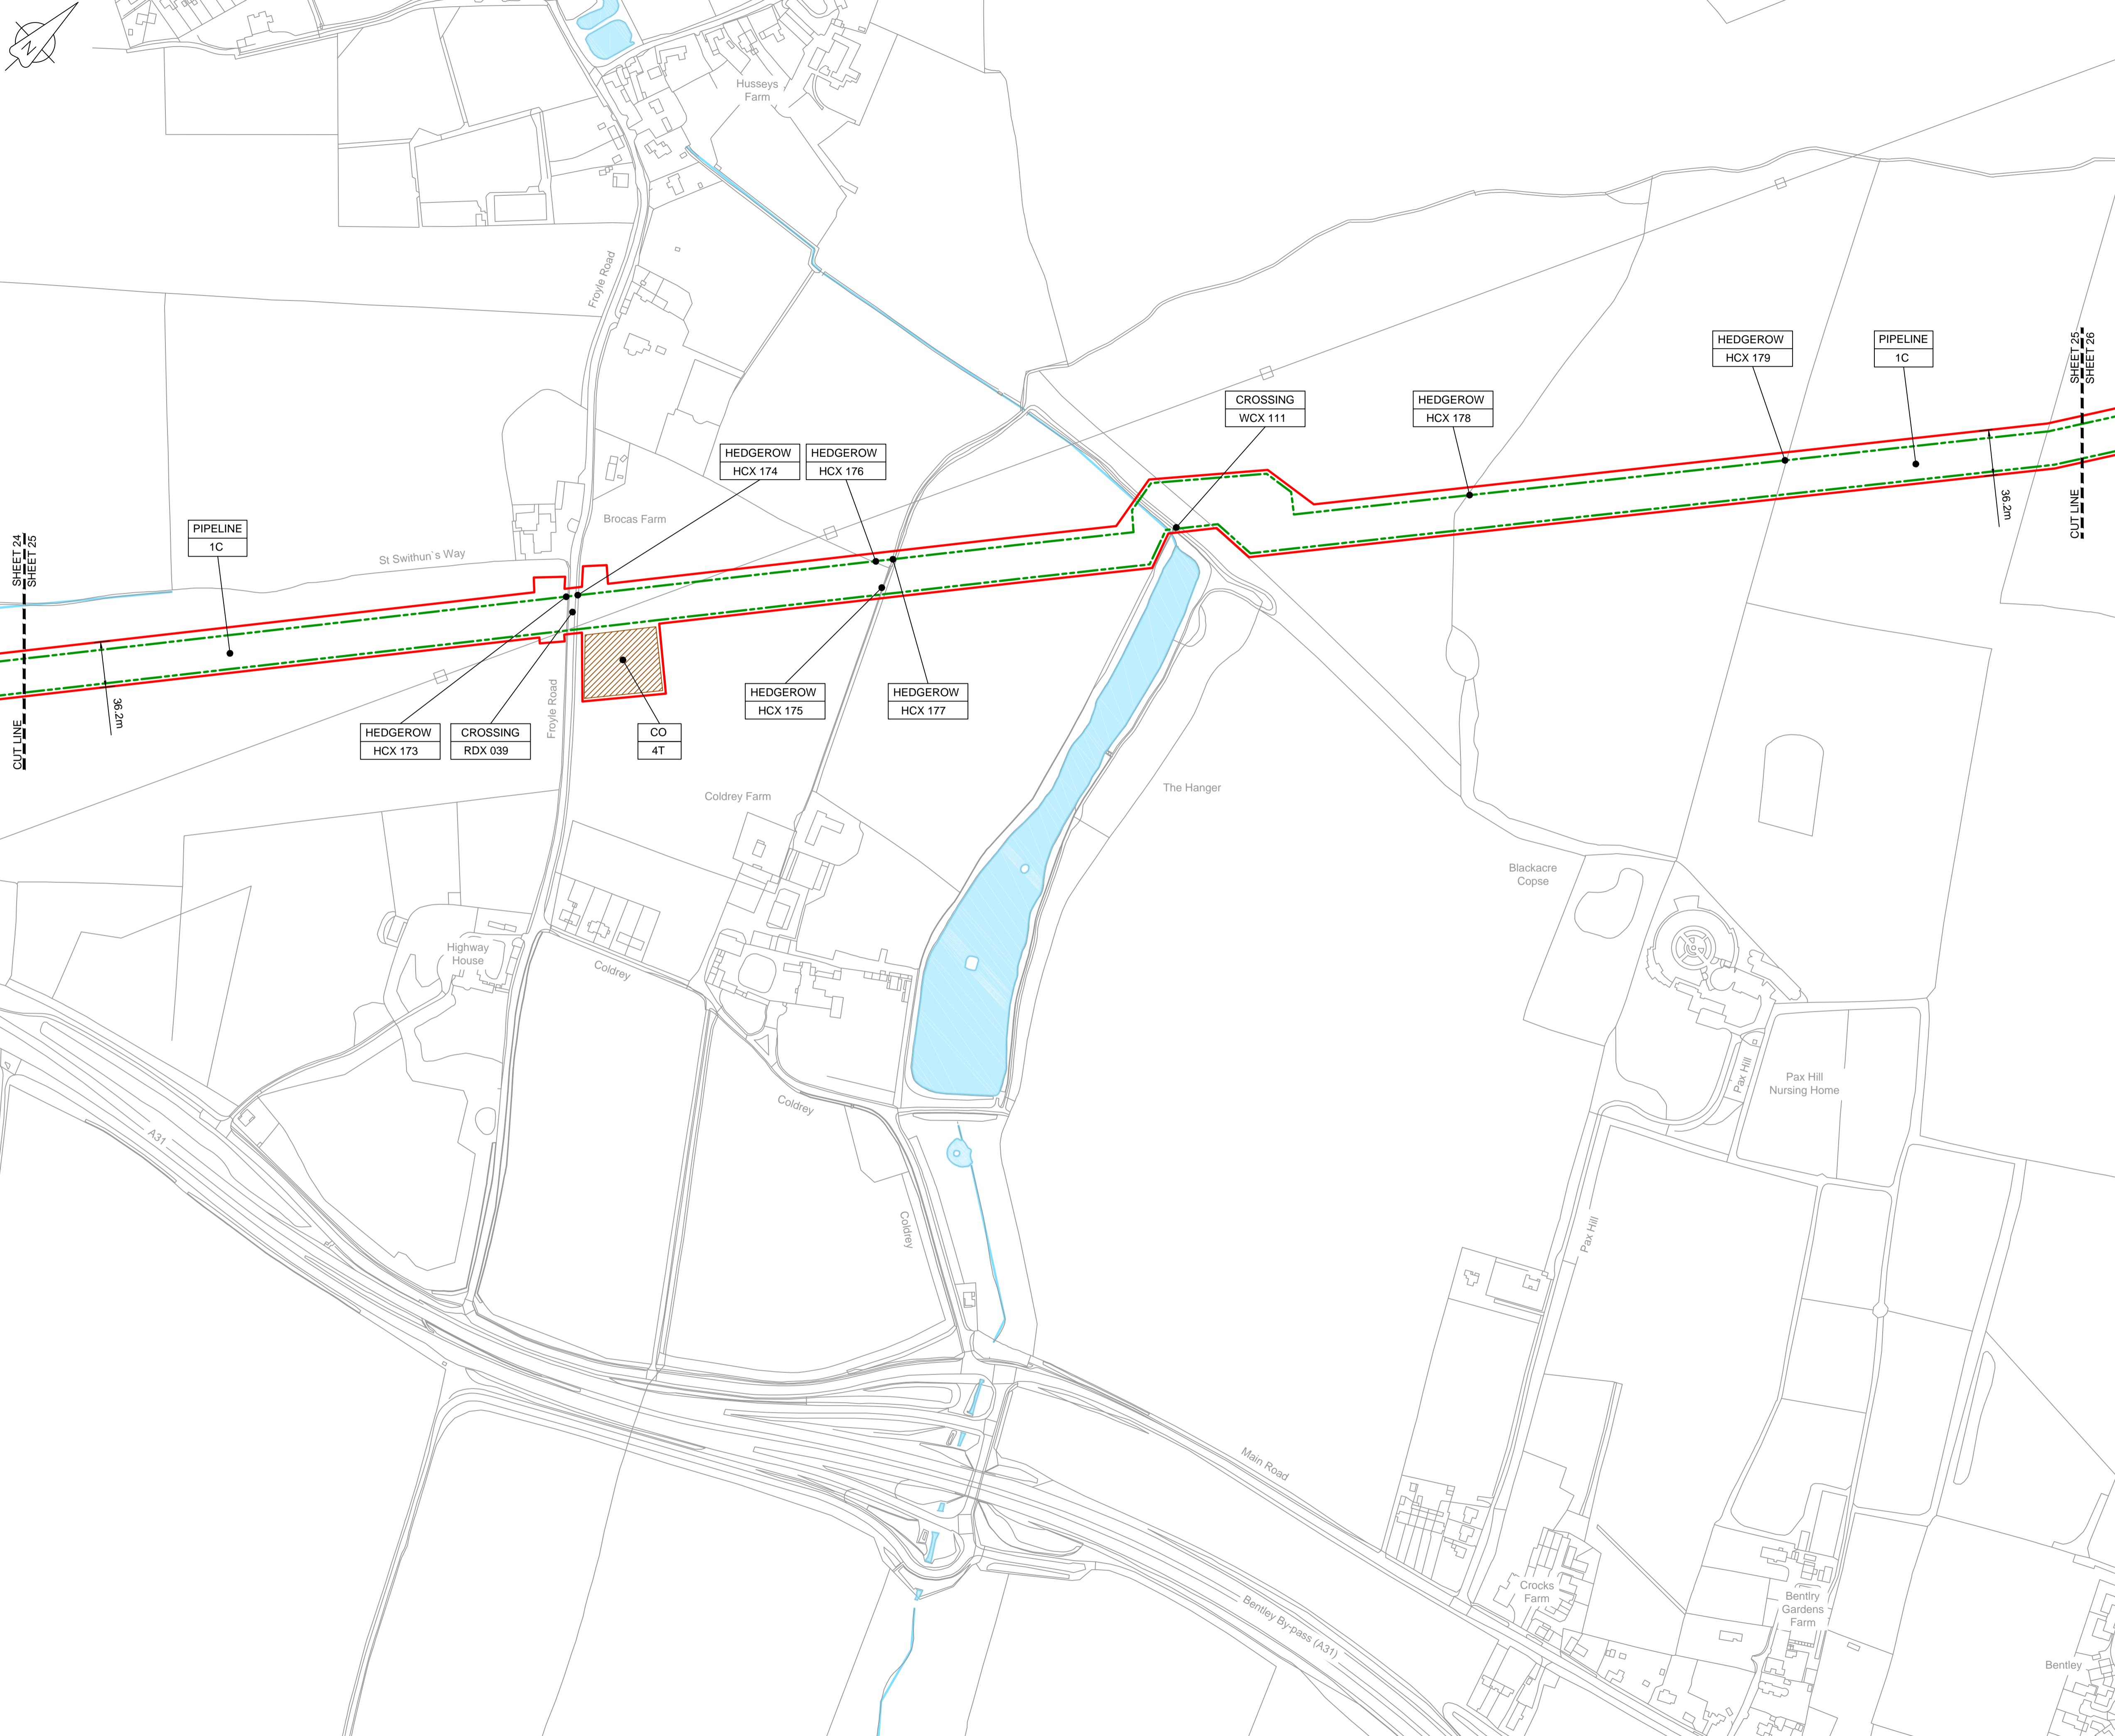 N
Husseys
Farm
Froyle Road
HEDGEROW
HCX 179
PIPELINE
1C
SHEET 25
SHEET 26
CUT LINE
36.2m
CROSSING
WCX 111
HEDGEROW
HCX 178
HEDGEROW
HCX 174
HEDGEROW
HCX 176
Brocas Farm
PIPELINE
1C
St Swithun`s Way
SHEET 24
SHEET 25
CUT LINE
36.2m
Froyle Road
HEDGEROW
HCX 173
CROSSING
RDX 039
CO
4T
HEDGEROW
HCX 175
HEDGEROW
HCX 177
Coldrey Farm
The Hanger
Blackacre
Copse
Highway
House
Coldrey
Coldrey
Coldrey
Pax Hill
Pax Hill
Nursing Home
A31
Pax Hill
Main Road
Bentley By-pass (A31)
Crocks
Farm
Bentlry
Gardens
Farm
Bentley